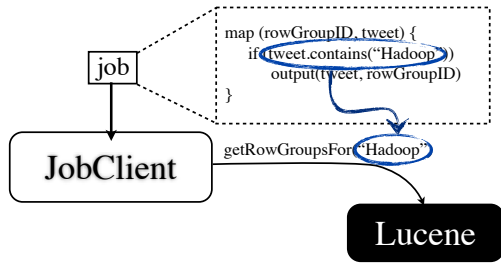 job
map (rowGroupID, tweet) {
if (tweet.contains(“Hadoop”))
output(tweet, rowGroupID)
}
JobClient
getRowGroupsFor “Hadoop”
Lucene